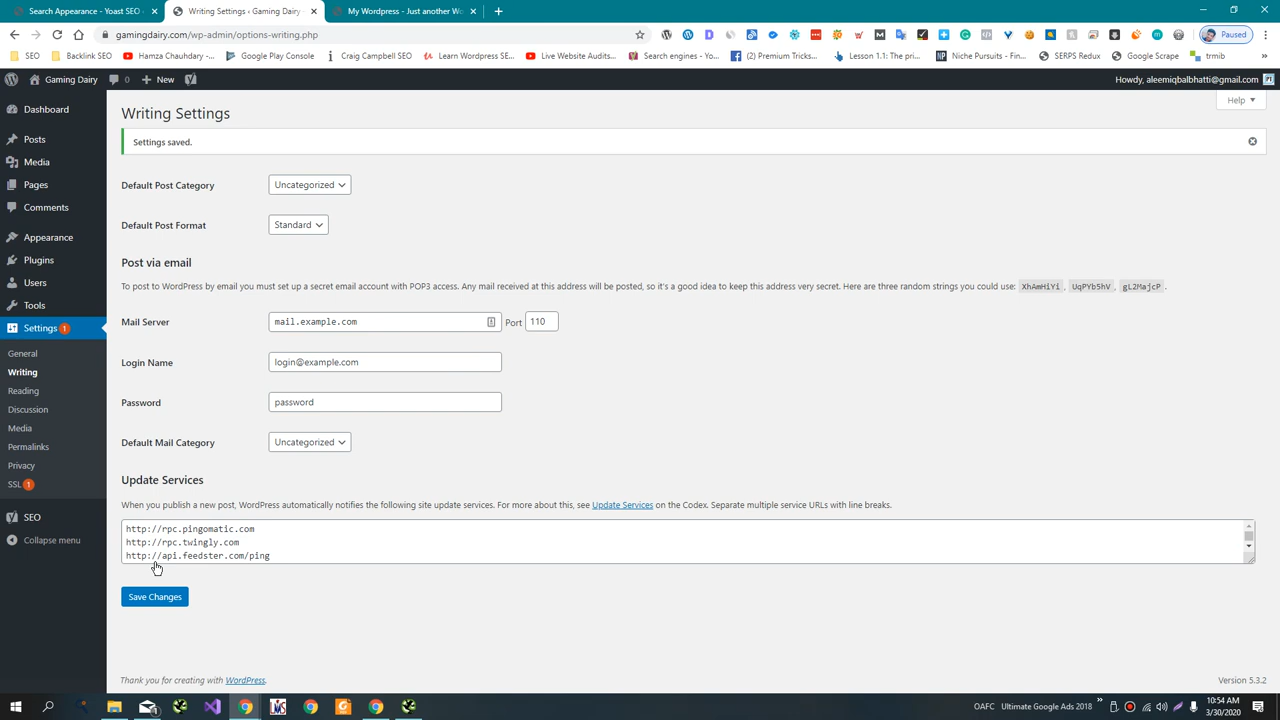 Search Appearance - Yoast SEO -
Writing Settings ‹ Gaming Dairy —
My Wordpress - Just another Wo
gamingdairy.com/wp-admin/options-writing.php
Paused
SEO
Backlink SEO
Hamza Chauhdary -
Google Play Console
Craig Campbell SEO
Learn Wordpress SE...
Live Website Audits...
Search engines - Yo...
(2) Premium Tricks...
Lesson 1.1: The pri...
Niche Pursuits - Fin...
SERPS Redux
Google Scrape
trmib
Gaming Dairy
0
New
Howdy, aleemiqbalbhatti@gmail.com
Help
Dashboard
Posts
Media
Pages
Comments
Appearance
Plugins
Users
Tools
Settings 1
General
Writing
Reading
Discussion
Media
Permalinks
Privacy
SSL 1
SEO
Collapse menu
Writing Settings
Settings saved.
Default Post Category
Uncategorized
Default Post Format
Standard
Post via email
To post to WordPress by email you must set up a secret email account with POP3 access. Any mail received at this address will be posted, so it's a good idea to keep this address very secret. Here are three random strings you could use: XhAmHiYi , UqPYb5hV , gL2MajcP .
Mail Server
mail.example.com
Port
110
Login Name
login@example.com
Password
password
Default Mail Category
Uncategorized
Update Services
When you publish a new post, WordPress automatically notifies the following site update services. For more about this, see Update Services on the Codex. Separate multiple service URLs with line breaks.
http://rpc.pingomatic.com
http://rpc.twingly.com
http://api.feedster.com/ping
Save Changes
Thank you for creating with WordPress.
Version 5.3.2
OAFC
Ultimate Google Ads 2018
10:54 AM
3/30/2020